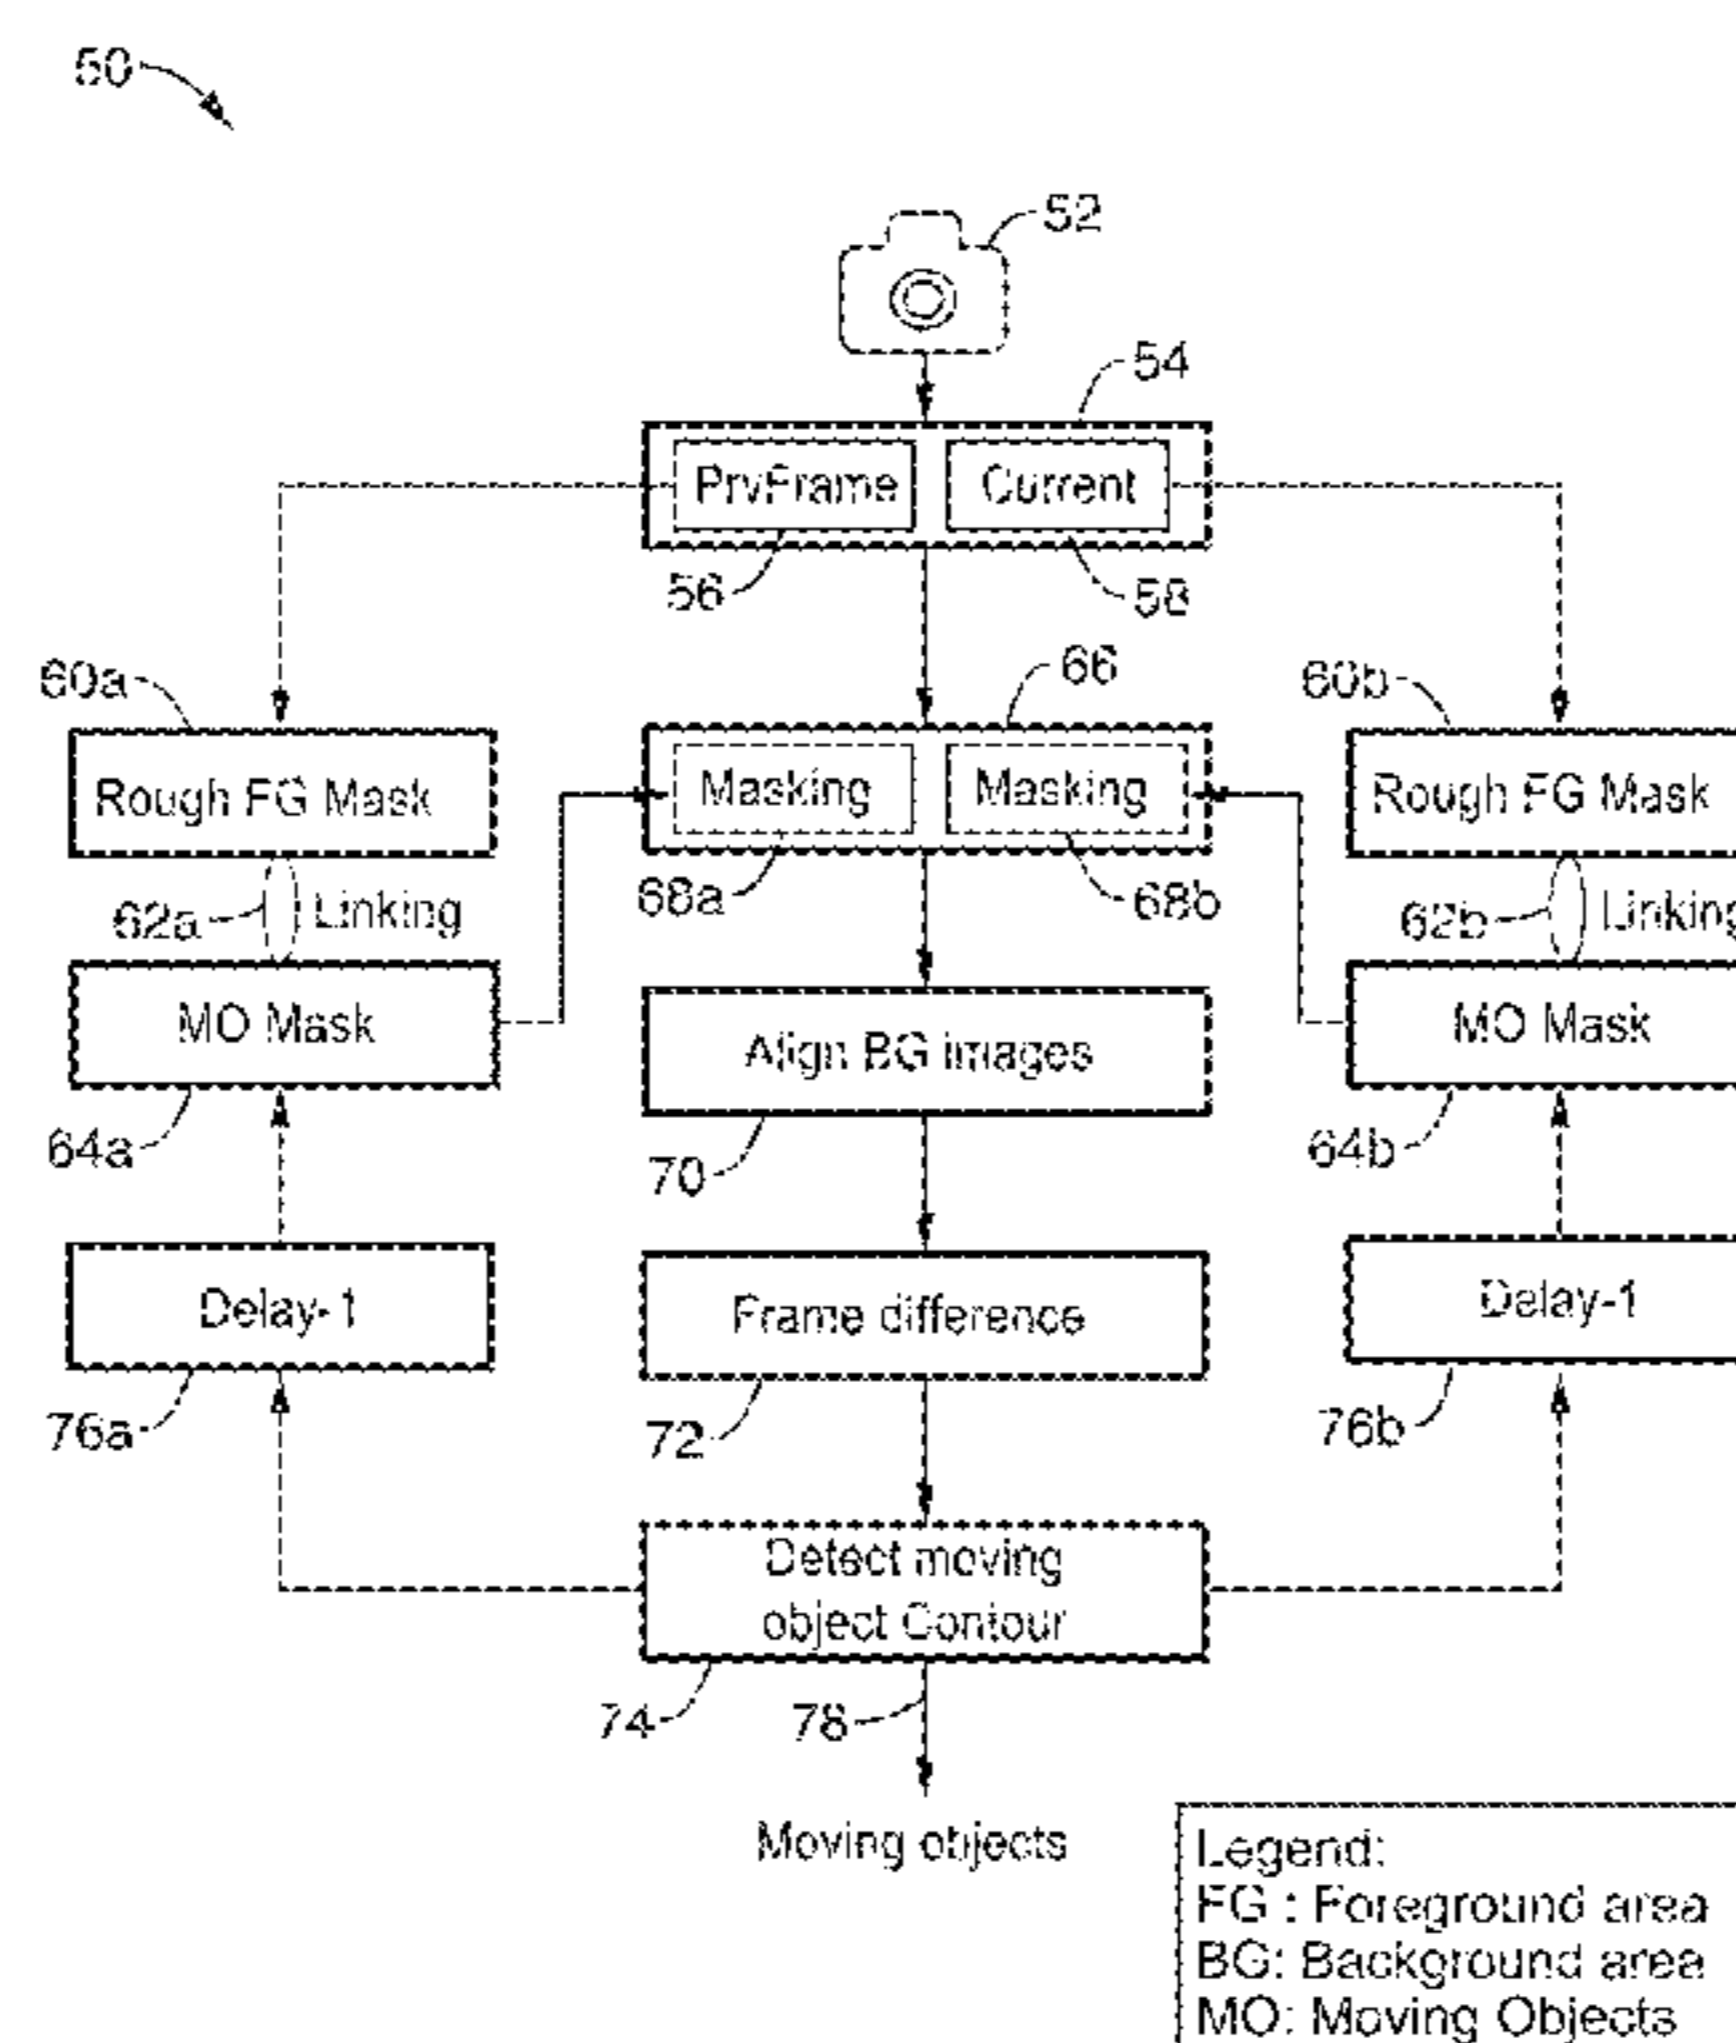 50
52
54
PrvFrame
Current
56
58
60a
66
60b
Rough FG Mask
Masking
Masking
Rough FG Mask
62a
Linking
68a
68b
62b
Linking
MO Mask
Align BG images
MO Mask
64a
70
64b
Delay-1
Frame difference
Delay-1
76a
72
76b
Detect moving
object Contour
74
78
Moving objects
Legend:
FG : Foreground area
BG: Background area
MO: Moving Objects